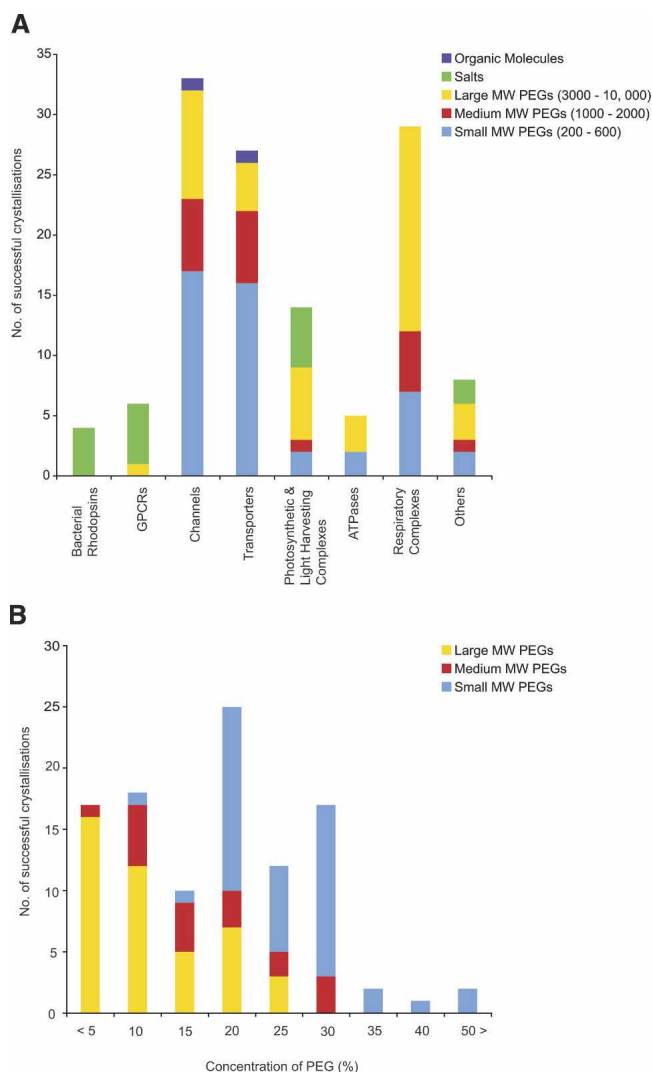 A
35
30
25
20
15
10
5
0
No. of successful crystallisations
Organic Molecules
Salts
Large MW PEGs (3000 - 10, 000)
Medium MW PEGs (1000 - 2000)
Small MW PEGs (200 - 600)
Bacterial
Rhodopsins
GPCRs
Channels
Transporters
Photosynthetic &
Light Harvesting
Complexes
ATPases
Respiratory
Complexes
Others
B
30
25
20
15
10
5
0
No. of successful crystallisations
Large MW PEGs
Medium MW PEGs
Small MW PEGs
< 5 10 15 20 25 30 35 40 50 >
Concentration of PEG (%)